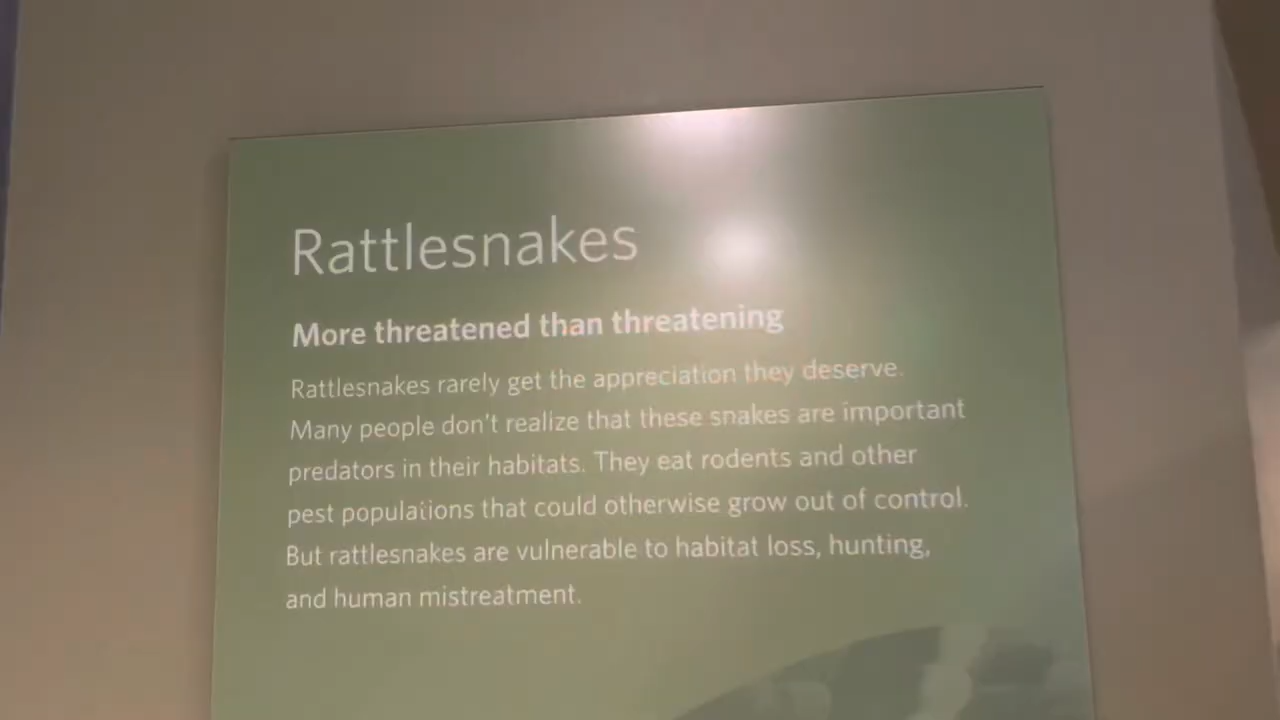 Rattlesnakes
More threatened than threatening
Rattlesnakes rarely get the appreciation they deserve.
Many people don't realize that these snakes are important
predators in their habitats. They eat rodents and other
pest populations that could otherwise grow out of control.
But rattlesnakes are vulnerable to habitat loss, hunting,
and human mistreatment.